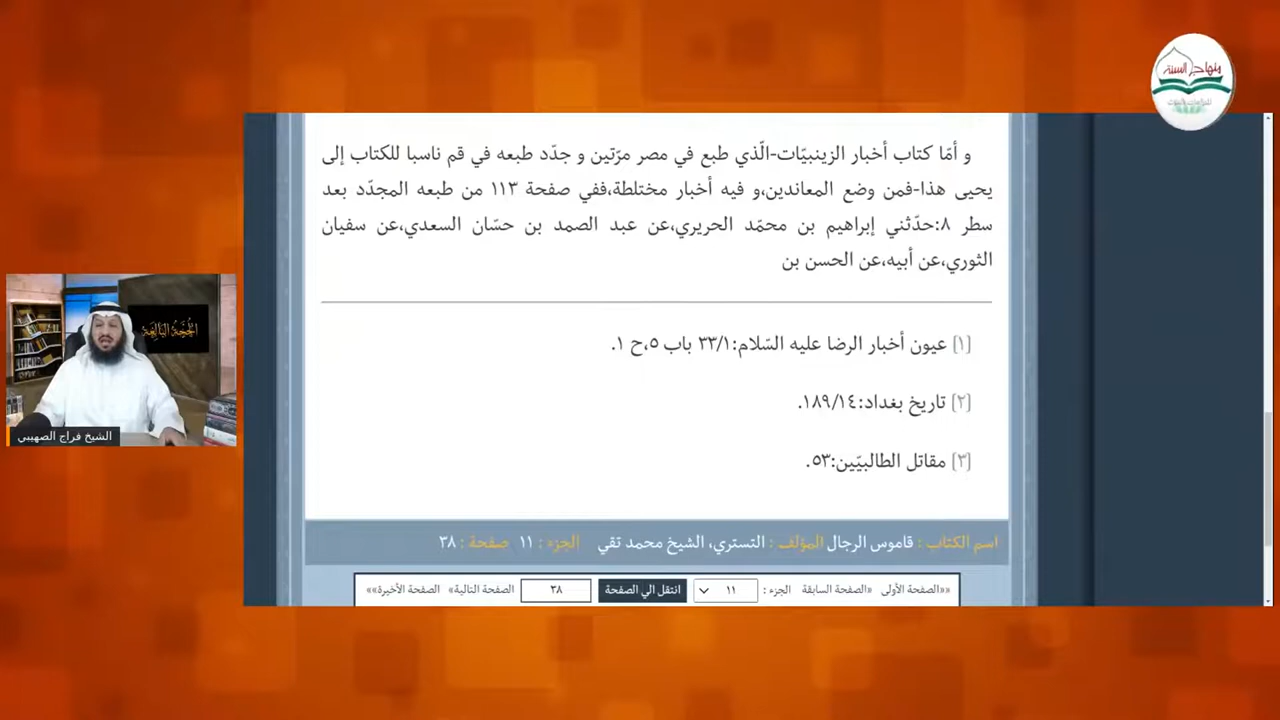 منهاج السنة
و أمّا كتاب أخبار الزينبيّات-الّذي طبع في مصر مرّتين و جدّد طبعه في قم ناسبا للكتاب إلى
يحيى هذا-فمن وضع المعاندين،و فيه أخبار مختلطة،ففي صفحة ١١٣ من طبعه المجدّد بعد
سطر ٨:حدّثني إبراهيم بن محمّد الحريري،عن عبد الصمد بن حسّان السعدي،عن سفيان
الثوري،عن أبيه،عن الحسن بن
[١] عيون أخبار الرضا عليه السّلام:٣٣/١ باب ٥،ح ١.
[٢] تاريخ بغداد:١٨٩/١٤.
[٣] مقاتل الطالبيّين:٥٣.
الحجة البالغة
الشيخ فراج الصهيبي
اسم الكتاب : قاموس الرجال المؤلف : التستري، الشيخ محمد تقي الجزء : ١١ صفحة : ٣٨
««الصفحة الأولى «الصفحة السابقة الجزء : ١١ انتقل الي الصفحة ٣٨ الصفحة التالية» الصفحة الأخيرة»»